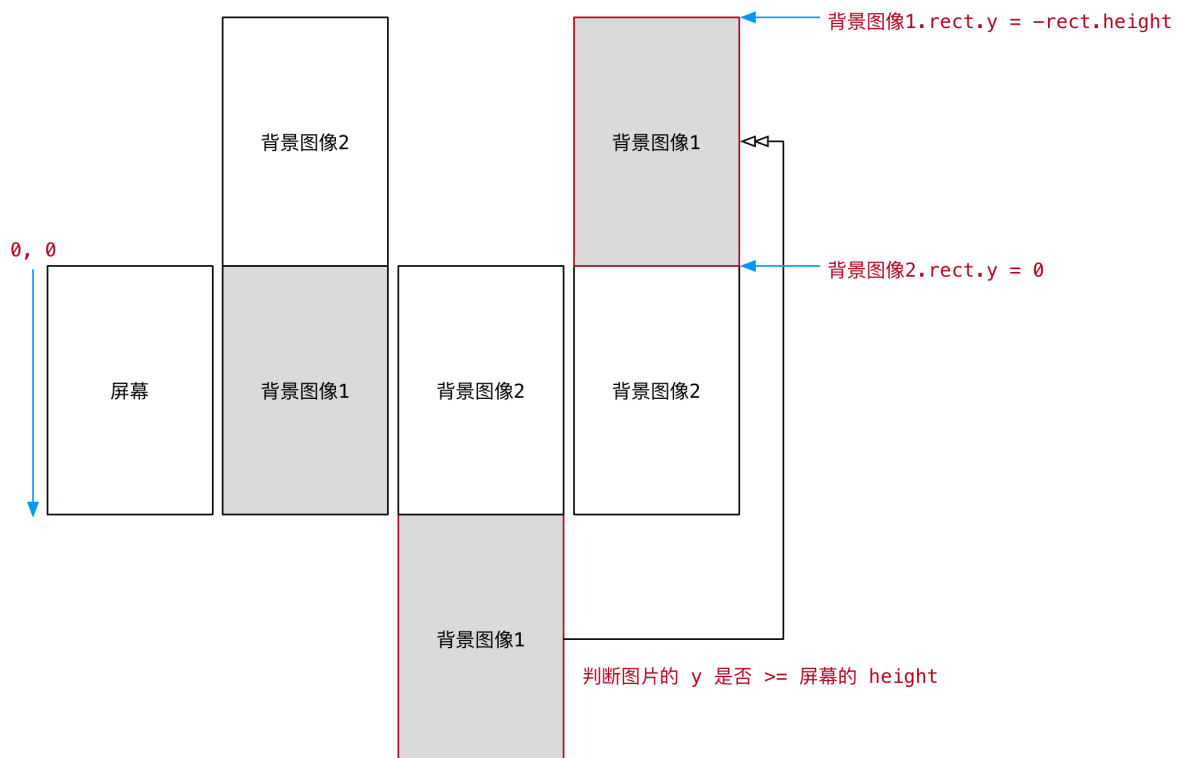 背景图像1.rect.y = -rect.height
背景图像2
背景图像1
0, 0
背景图像2.rect.y = 0
屏幕
背景图像1
背景图像2
背景图像2
背景图像1
判断图片的 y 是否 >= 屏幕的 height